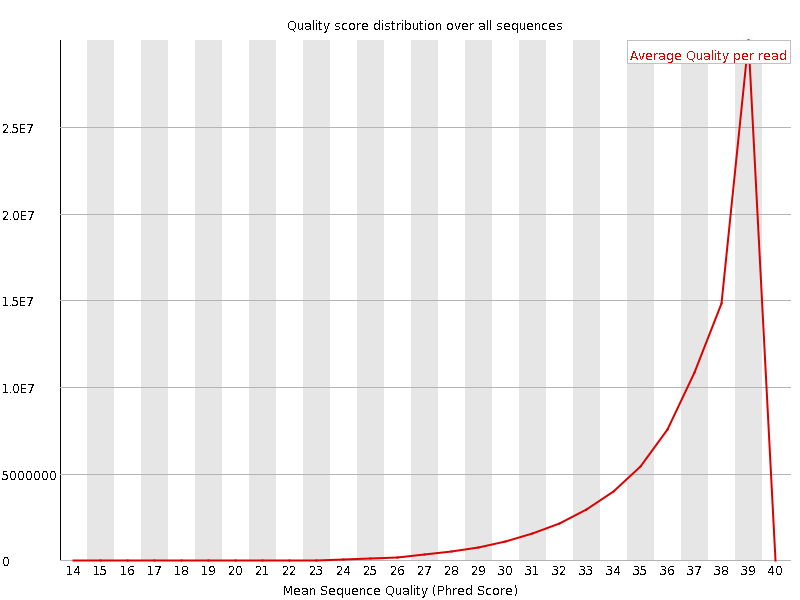 Quality score distribution over all sequences
Average Quality per read
2.5E7
2.0E7
1.5E7
1.0E7
5000000
0
14 15 16 17 18 19 20 21 22 23 24 25 26 27 28 29 30 31 32 33 34 35 36 37 38 39 40
Mean Sequence Quality (Phred Score)